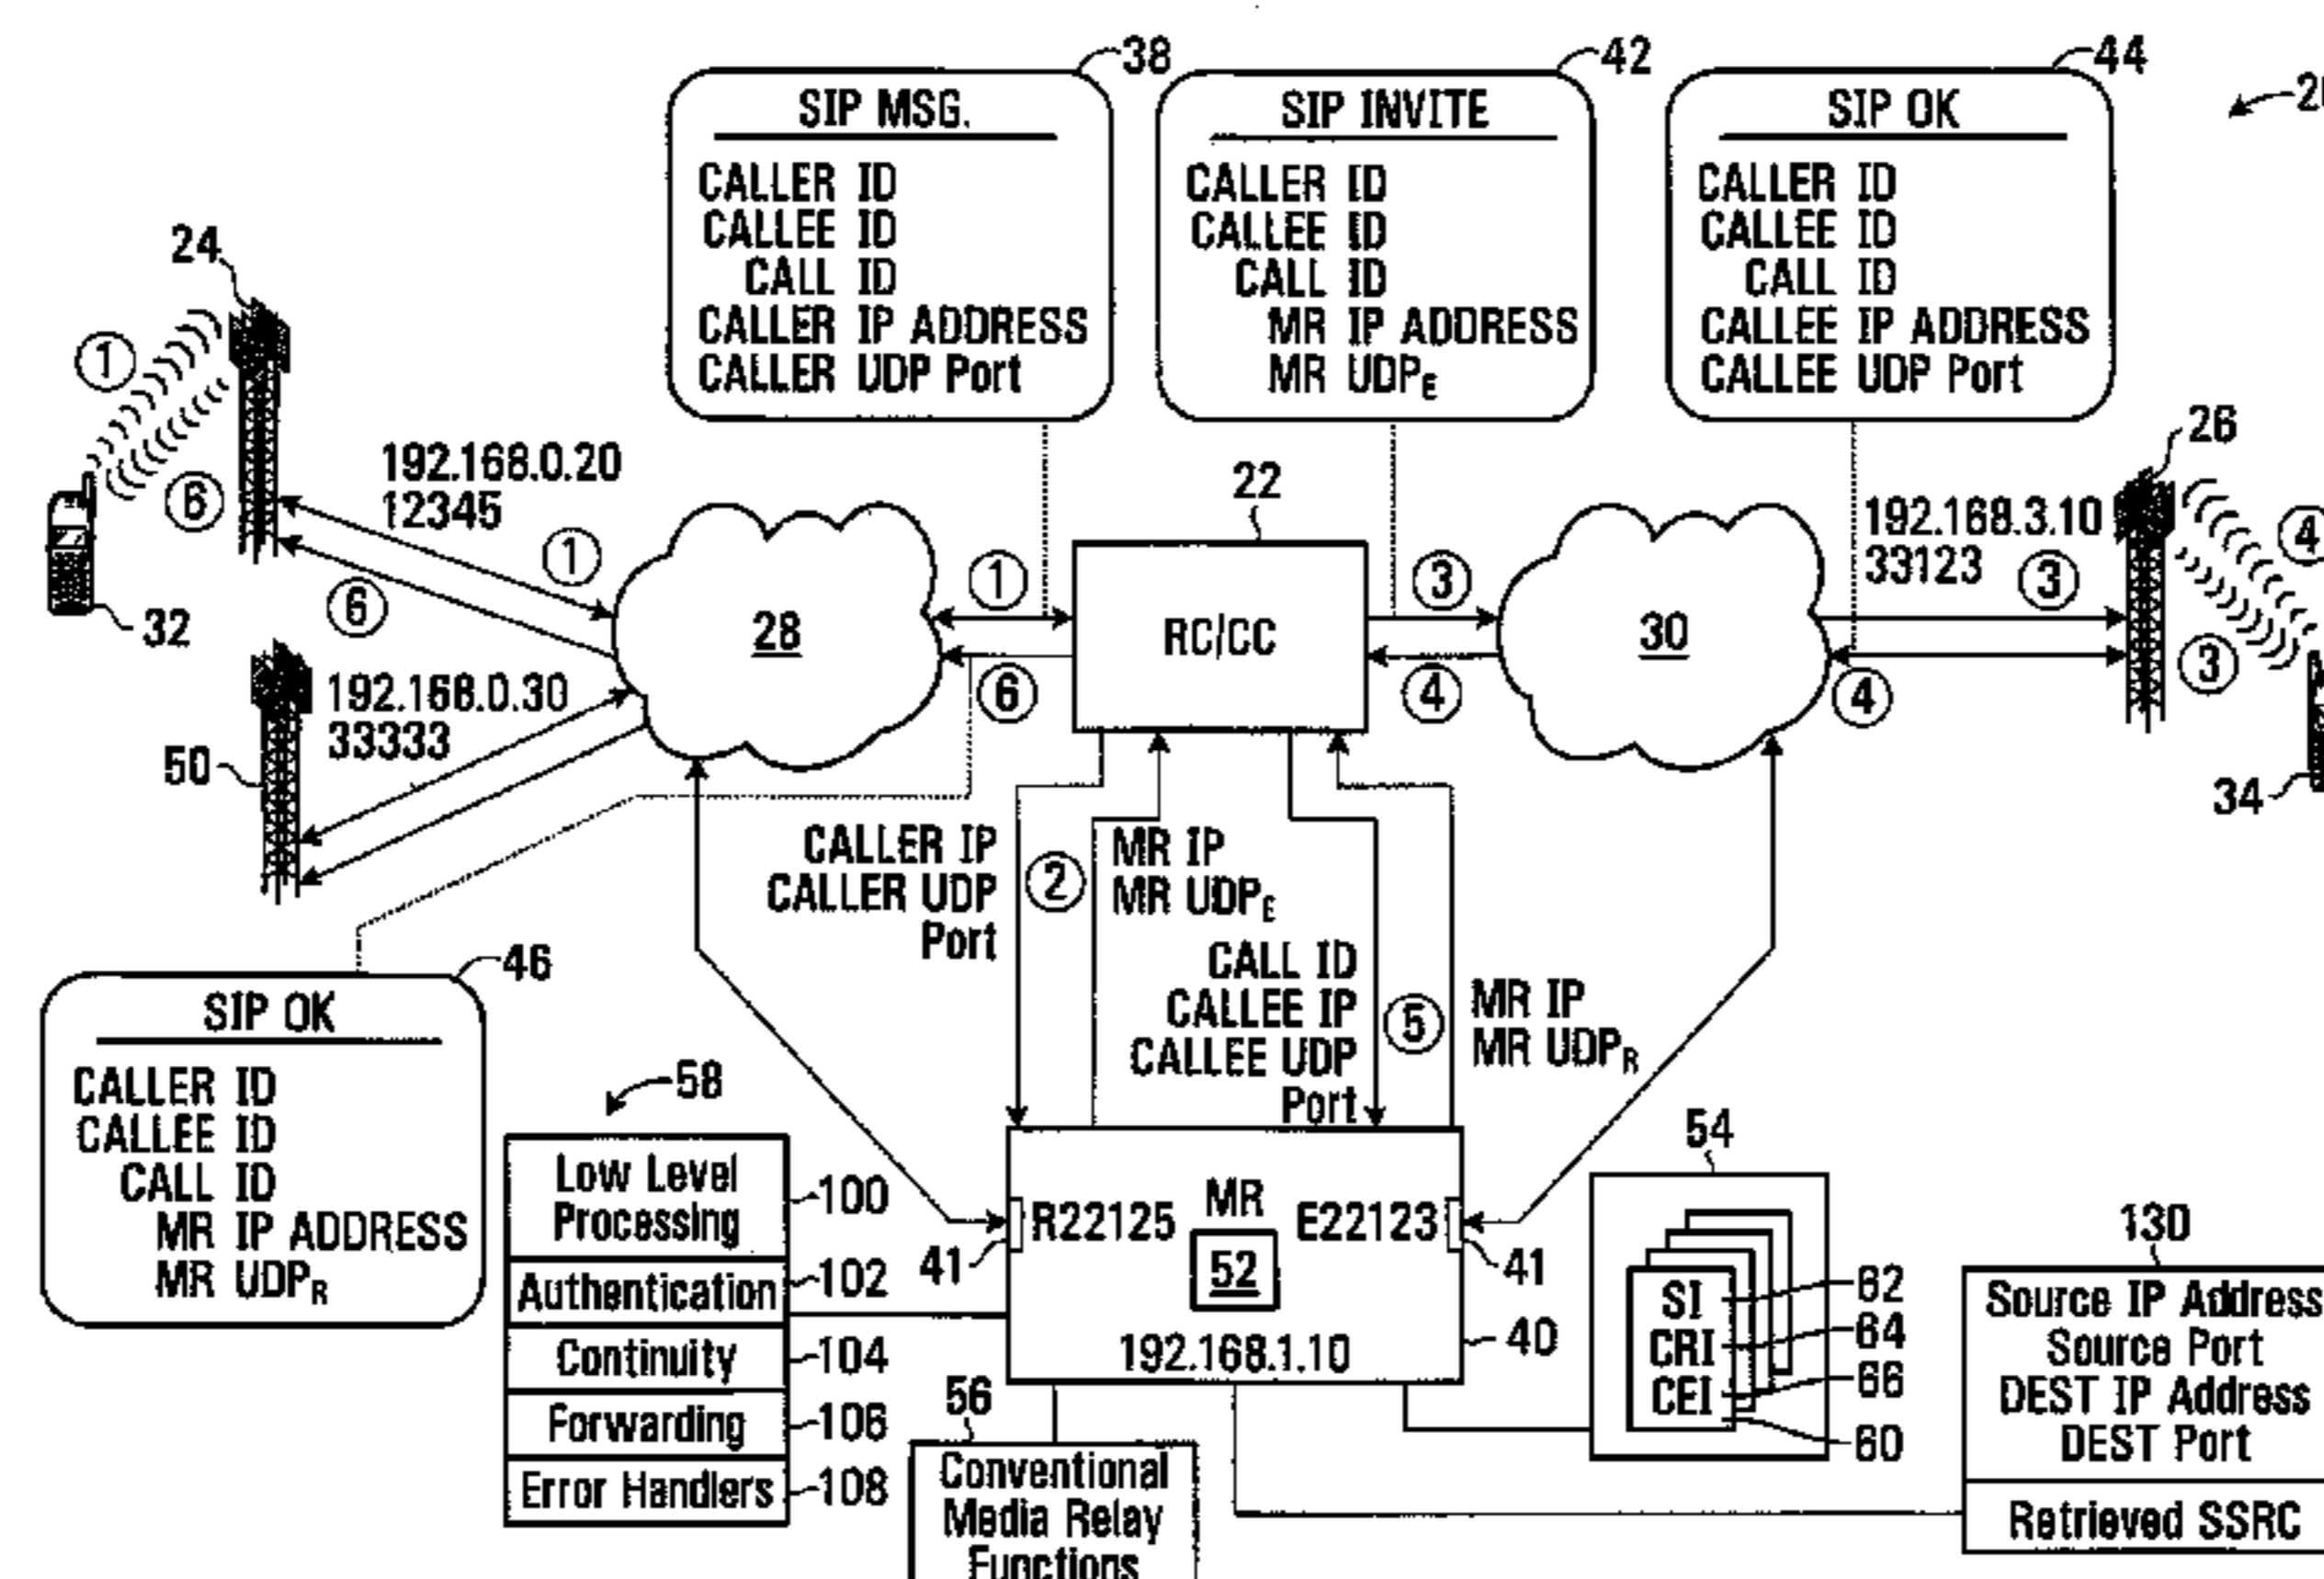 38
SIP MSG.
CALLER ID
CALLEE ID
CALL ID
CALLER IP ADDRESS
CALLER UDP Port
42
SIP INVITE
CALLER ID
CALLEE ID
CALL ID
MR IP ADDRESS
MR UDPE
44
SIP OK
CALLER ID
CALLEE ID
CALL ID
CALLEE IP ADDRESS
CALLEE UDP Port
24
1
6
32
192.168.0.20
12345
1
6
28
1
6
22
RC/CC
3
4
30
192.168.3.10
33123
3
4
26
4
3
34
50
192.168.0.30
33333
CALLER IP
CALLER UDP
Port
2
MR IP
MR UDPE
CALL ID
CALLEE IP
CALLEE UDP
Port
5
MR IP
MR UDPR
46
SIP OK
CALLER ID
CALLEE ID
CALL ID
MR IP ADDRESS
MR UDPR
58
Low Level
Processing
100
Authentication
102
Continuity
104
Forwarding
106
Error Handlers
108
MR
R22125
E22123
41
52
41
192.168.1.10
40
54
SI
62
CRI
64
CEI
66
60
56
Conventional
Media Relay
Functions
130
Source IP Address
Source Port
DEST IP Address
DEST Port
Retrieved SSRC